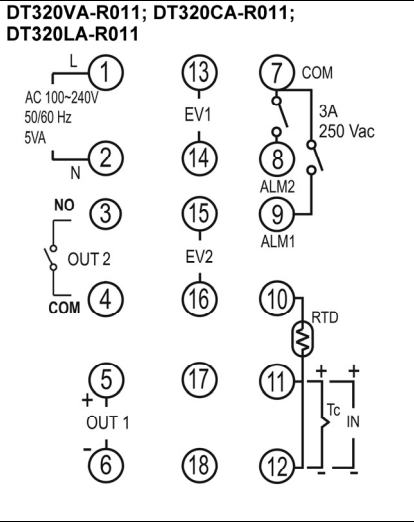 DT320VA-R011; DT320CA-R011;
DT320LA-R011
L 1 13 7 COM
AC 100~240V
50/60 Hz
5VA
EV1
3A
250 Vac
N 2 14 8
ALM2
NO 3 15 9
ALM1
OUT 2
EV2
COM 4 16 10
RTD
5 17 11 + +
+
OUT 1
Tc IN
- 6 18 12 - -